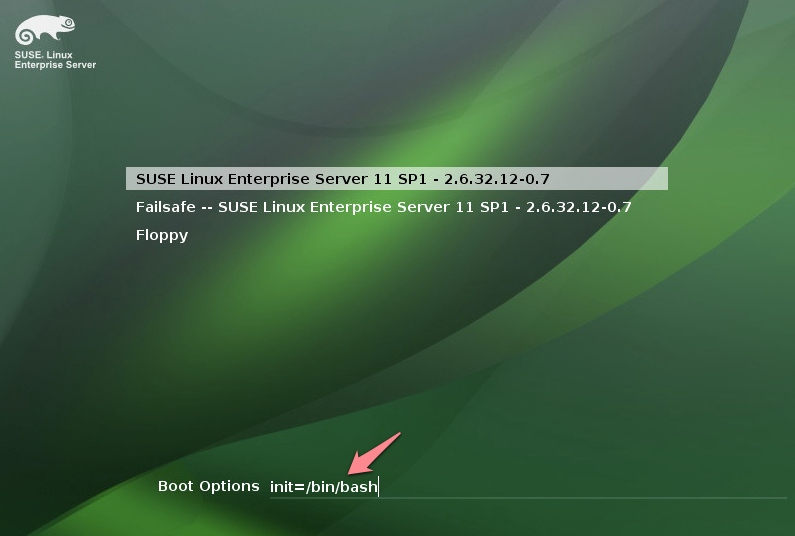 SUSE. Linux
Enterprise Server
SUSE Linux Enterprise Server 11 SP1 - 2.6.32.12-0.7
Failsafe -- SUSE Linux Enterprise Server 11 SP1 - 2.6.32.12-0.7
Floppy
Boot Options init=/bin/bash